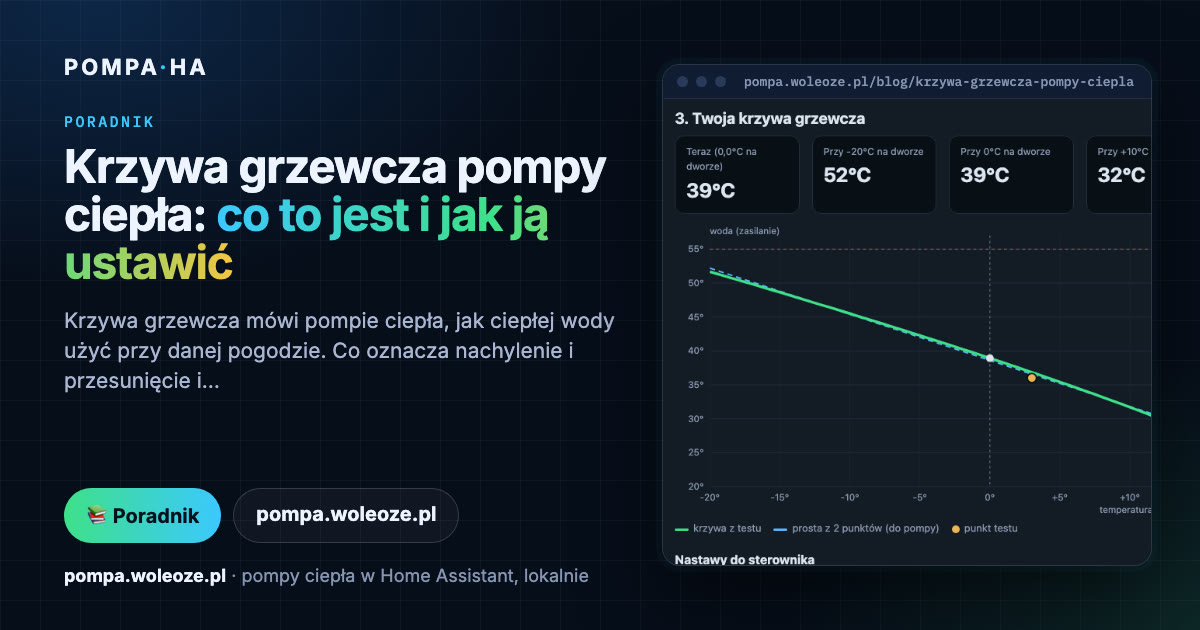 POMPA·HA
PORADNIK
Krzywa grzewcza pompy
ciepła: co to jest i jak ją
ustawić
Krzywa grzewcza mówi pompie ciepła, jak ciepłej wody
użyć przy danej pogodzie. Co oznacza nachylenie i
przesunięcie i...
Poradnik
pompa.woleoze.pl
pompa.woleoze.pl · pompy ciepła w Home Assistant, lokalnie
pompa.woleoze.pl/blog/krzywa-grzewcza-pompy-ciepla
3. Twoja krzywa grzewcza
Teraz (0,0°C na
dworze)
39°C
Przy -20°C na dworze
52°C
Przy 0°C na dworze
39°C
Przy +10°C
32°C
woda (zasilanie)
55°
50°
45°
40°
35°
30°
25°
20°
-20° -15° -10° -5° 0° +5° +10°
temperatura
krzywa z testu prosta z 2 punktów (do pompy) punkt testu
Nastawy do sterownika